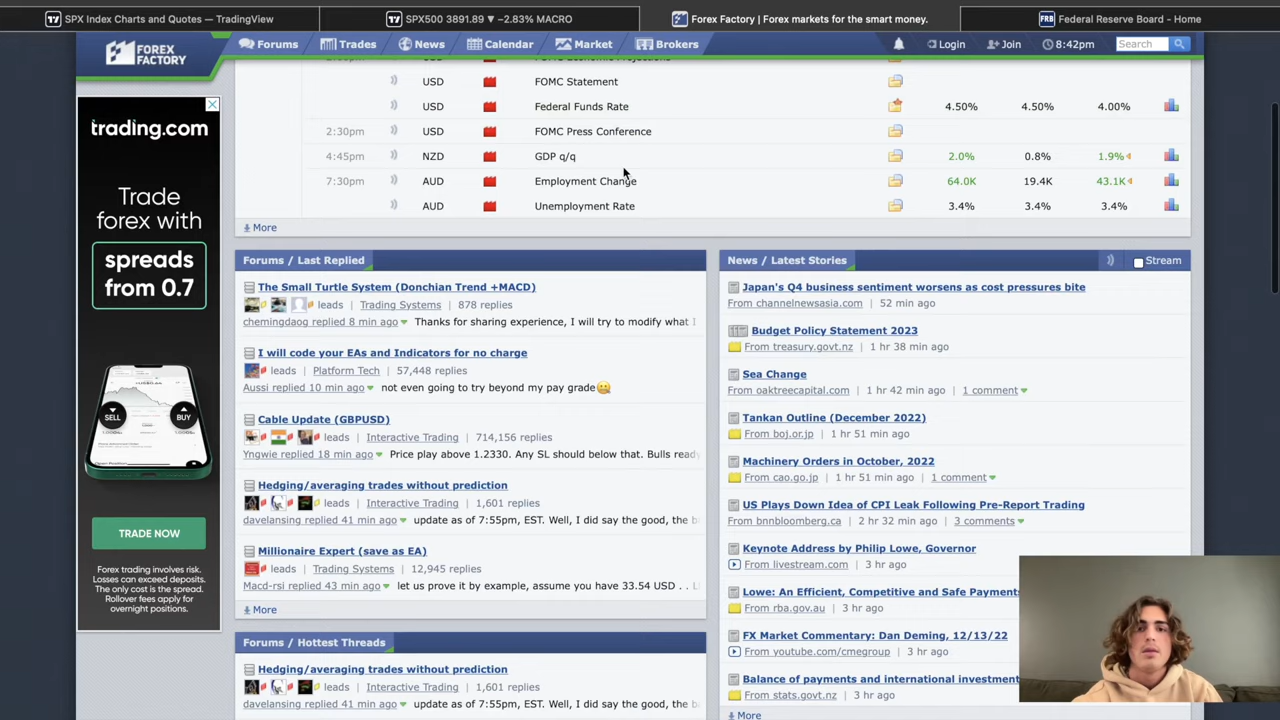 SPX Index Charts and Quotes — TradingView
SPX500 3891.89 ▼ −2.83% MACRO
Forex Factory | Forex markets for the smart money.
FRB Federal Reserve Board - Home
FOREX FACTORY
Forums
Trades
News
Calendar
Market
Brokers
Login
Join
8:42pm
Search
USD FOMC Statement
USD Federal Funds Rate 4.50% 4.50% 4.00%
2:30pm USD FOMC Press Conference
4:45pm NZD GDP q/q 2.0% 0.8% 1.9%
7:30pm AUD Employment Change 64.0K 19.4K 43.1K
AUD Unemployment Rate 3.4% 3.4% 3.4%
More
trading.com
Trade
forex with
spreads
from 0.7
SELL
BUY
TRADE NOW
Forex trading involves risk.
Losses can exceed deposits.
The only cost is the spread.
Rollover fees apply for
overnight positions.
Forums / Last Replied
The Small Turtle System (Donchian Trend +MACD)
leads | Trading Systems | 878 replies
chemingdaog replied 8 min ago Thanks for sharing experience, I will try to modify what I
I will code your EAs and Indicators for no charge
leads | Platform Tech | 57,448 replies
Aussi replied 10 min ago not even going to try beyond my pay grade
Cable Update (GBPUSD)
leads | Interactive Trading | 714,156 replies
Yngwie replied 18 min ago Price play above 1.2330. Any SL should below that. Bulls ready
Hedging/averaging trades without prediction
leads | Interactive Trading | 1,601 replies
davelansing replied 41 min ago update as of 7:55pm, EST. Well, I did say the good, the b
Millionaire Expert (save as EA)
leads | Trading Systems | 12,945 replies
Macd-rsi replied 43 min ago let us prove it by example, assume you have 33.54 USD . . L
More
Forums / Hottest Threads
Hedging/averaging trades without prediction
leads | Interactive Trading | 1,601 replies
davelansing replied 41 min ago update as of 7:55pm, EST. Well, I did say the good, the b
News / Latest Stories
Stream
Japan's Q4 business sentiment worsens as cost pressures bite
From channelnewsasia.com | 52 min ago
Budget Policy Statement 2023
From treasury.govt.nz | 1 hr 38 min ago
Sea Change
From oaktreecapital.com | 1 hr 42 min ago | 1 comment
Tankan Outline (December 2022)
From boj.or.jp | 1 hr 51 min ago
Machinery Orders in October, 2022
From cao.go.jp | 1 hr 51 min ago | 1 comment
US Plays Down Idea of CPI Leak Following Pre-Report Trading
From bnnbloomberg.ca | 2 hr 32 min ago | 3 comments
Keynote Address by Philip Lowe, Governor
From livestream.com | 3 hr ago
Lowe: An Efficient, Competitive and Safe Payments
From rba.gov.au | 3 hr ago
FX Market Commentary: Dan Deming, 12/13/22
From youtube.com/cmegroup | 3 hr ago
Balance of payments and international investment
From stats.govt.nz | 3 hr ago
More